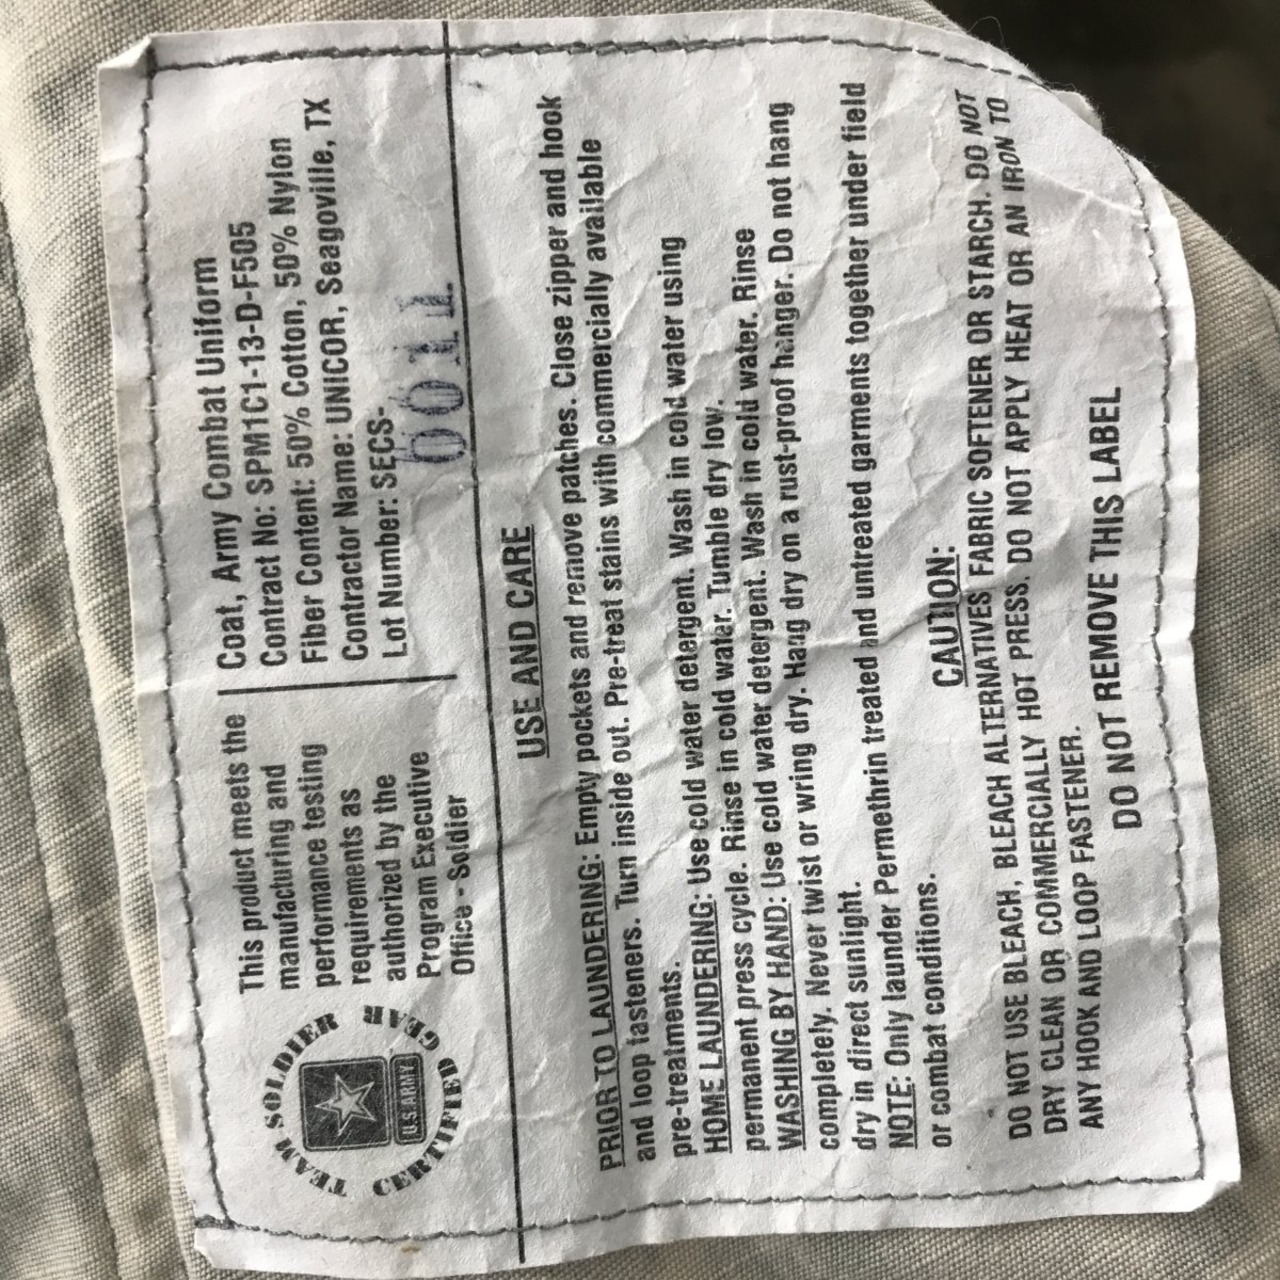 TEAM SOLDIER
CERTIFIED GEAR
U.S. ARMY
This product meets the
manufacturing and
performance testing
requirements as
authorized by the
Program Executive
Office - Soldier
Coat, Army Combat Uniform
Contract No: SPM1C1-13-D-F505
Fiber Content: 50% Cotton, 50% Nylon
Contractor Name: UNICOR, Seagoville, TX
Lot Number: SECS-
0011
USE AND CARE
PRIOR TO LAUNDERING: Empty pockets and remove patches. Close zipper and hook
and loop fasteners. Turn inside out. Pre-treat stains with commercially available
pre-treatments.
HOME LAUNDERING: Use cold water detergent. Wash in cold water using
permanent press cycle. Rinse in cold water. Tumble dry low.
WASHING BY HAND: Use cold water detergent. Wash in cold water. Rinse
completely. Never twist or wring dry. Hang dry on a rust-proof hanger. Do not hang
dry in direct sunlight.
NOTE: Only launder Permethrin treated and untreated garments together under field
or combat conditions.
CAUTION:
DO NOT USE BLEACH, BLEACH ALTERNATIVES FABRIC SOFTENER OR STARCH. DO NOT
DRY CLEAN OR COMMERCIALLY HOT PRESS. DO NOT APPLY HEAT OR AN IRON TO
ANY HOOK AND LOOP FASTENER.
DO NOT REMOVE THIS LABEL